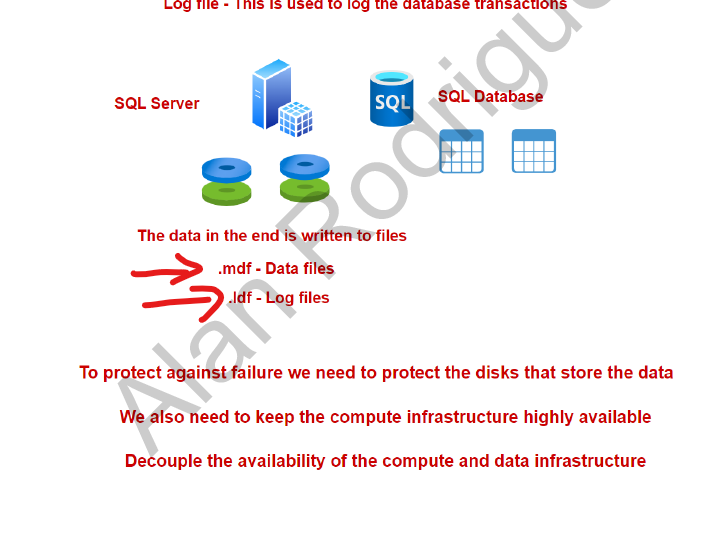 Log file - This is used to log the database transactions
SQL Server
SQL
SQL Database
The data in the end is written to files
.mdf - Data files
.ldf - Log files
To protect against failure we need to protect the disks that store the data
We also need to keep the compute infrastructure highly available
Decouple the availability of the compute and data infrastructure
Alan Rodrigue